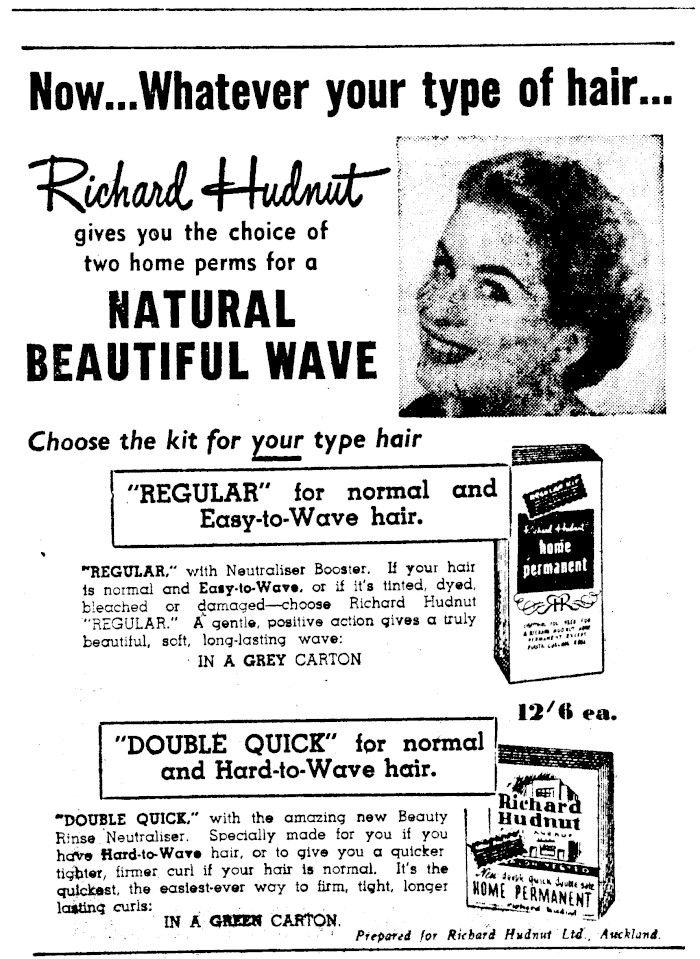 Now...Whatever your type of hair...
Richard Hudnut
gives you the choice of
two home perms for a
NATURAL
BEAUTIFUL WAVE
Choose the kit for your type hair
"REGULAR" for normal and
Easy-to-Wave hair.
"REGULAR," with Neutraliser Booster. If your hair
is normal and Easy-to-Wave, or if it's tinted, dyed,
bleached or damaged—choose Richard Hudnut
"REGULAR." A gentle, positive action gives a truly
beautiful, soft, long-lasting wave:
IN A GREY CARTON
Richard Hudnut
home
permanent
RH
12/6 ea.
"DOUBLE QUICK" for normal
and Hard-to-Wave hair.
"DOUBLE QUICK," with the amazing new Beauty
Rinse Neutraliser. Specially made for you if you
have Hard-to-Wave hair, or to give you a quicker
tighter, firmer curl if your hair is normal. It's the
quickest, the easiest-ever way to firm, tight, longer
lasting curls:
IN A GREEN CARTON.
Richard
Hudnut
HOME PERMANENT
Prepared for Richard Hudnut Ltd., Auckland.